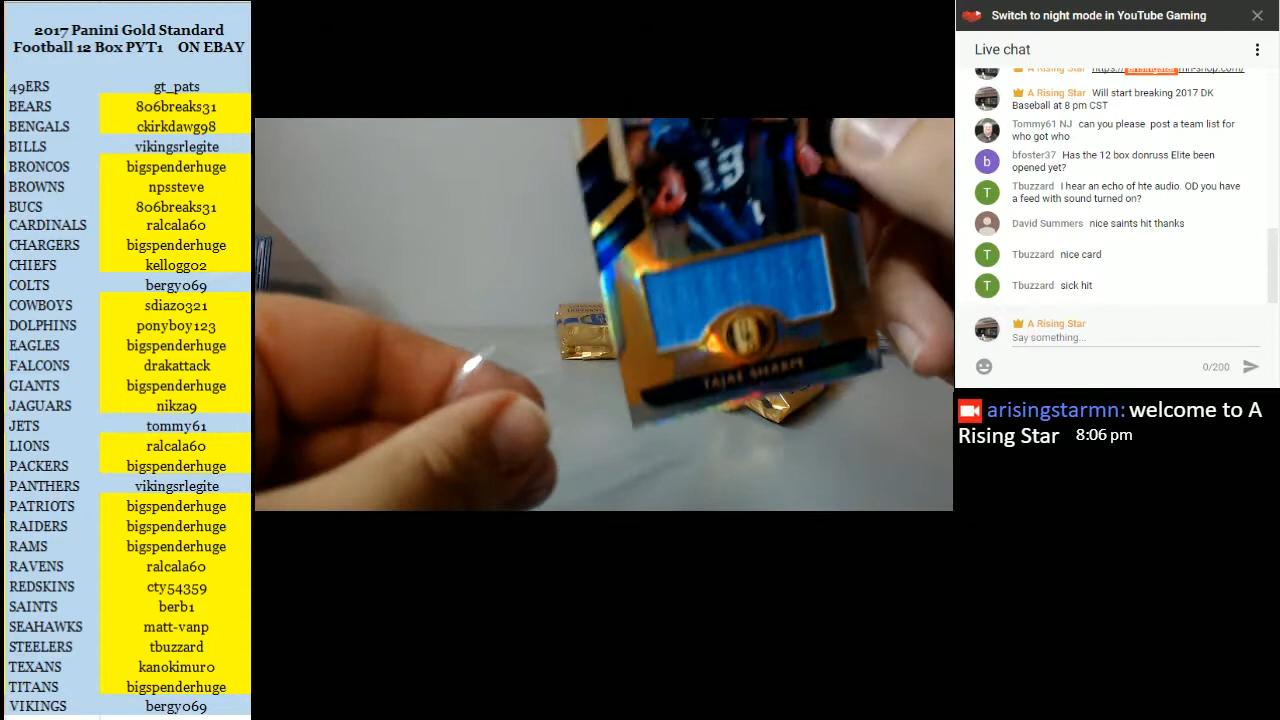 2017 Panini Gold Standard
Football 12 Box PYT1 ON EBAY
49ERS gt_pats
BEARS 806breaks31
BENGALS ckirkdawg98
BILLS vikingsrlegite
BRONCOS bigspenderhuge
BROWNS npssteve
BUCS 806breaks31
CARDINALS ralcala60
CHARGERS bigspenderhuge
CHIEFS kellogg02
COLTS bergy069
COWBOYS sdiaz0321
DOLPHINS ponyboy123
EAGLES bigspenderhuge
FALCONS drakattack
GIANTS bigspenderhuge
JAGUARS nikza9
JETS tommy61
LIONS ralcala60
PACKERS bigspenderhuge
PANTHERS vikingsrlegite
PATRIOTS bigspenderhuge
RAIDERS bigspenderhuge
RAMS bigspenderhuge
RAVENS ralcala60
REDSKINS cty54359
SAINTS berb1
SEAHAWKS matt-vanp
STEELERS tbuzzard
TEXANS kanokimuro
TITANS bigspenderhuge
VIKINGS bergy069
19
TAJAE SHARPE
Switch to night mode in YouTube Gaming
Live chat
A Rising Star
A Rising Star Will start breaking 2017 DK
Baseball at 8 pm CST
Tommy61 NJ can you please post a team list for
who got who
b bfoster37 Has the 12 box donruss Elite been
opened yet?
T Tbuzzard I hear an echo of hte audio. OD you have
a feed with sound turned on?
David Summers nice saints hit thanks
T Tbuzzard nice card
T Tbuzzard sick hit
A Rising Star
Say something...
0/200
arisingstarmn: welcome to A
Rising Star 8:06 pm